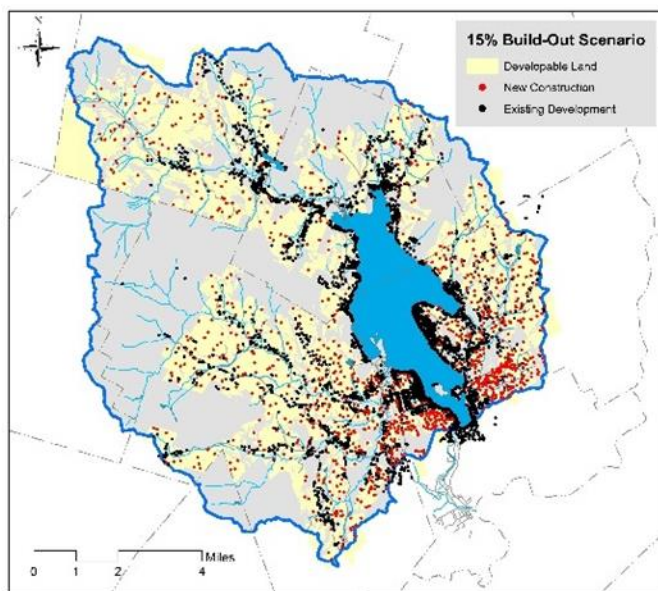 15% Build-Out Scenario
Developable Land
New Construction
Existing Development
Miles
0 1 2 4